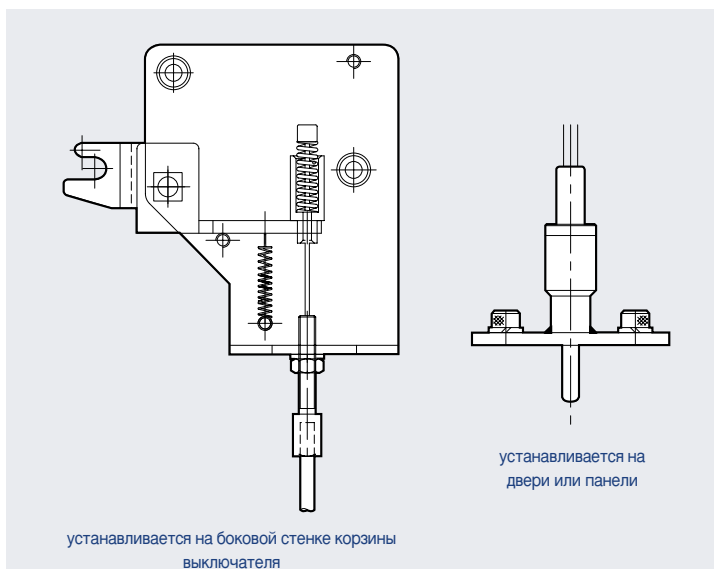 устанавливается на
двери или панели
устанавливается на боковой стенке корзины
выключателя